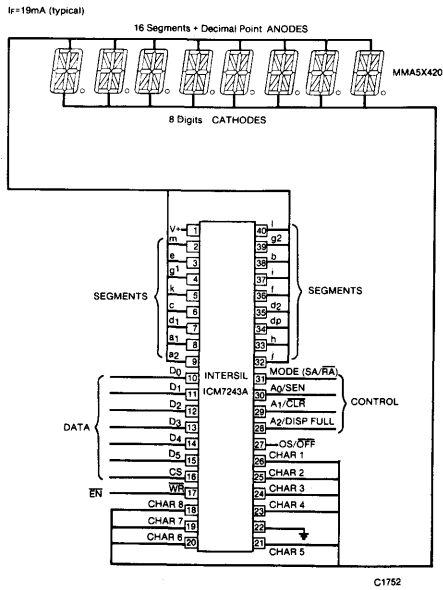 IF=19mA (typical)
16 Segments + Decimal Point ANODES
MMA5X420
8 Digits CATHODES
V+ 1 40 l
m 2 39 g2
e 3 38 b
g1 4 37 i
k 5 36 f
c 6 35 d2
d1 7 34 dp
a1 8 33 h
a2 9 32 j
SEGMENTS
SEGMENTS
INTERSIL
ICM7243A
D0 10 31 MODE (SA/R̅A̅)
D1 11 30 A0/SEN
D2 12 29 A1/C̅L̅R̅
D3 13 28 A2/DISP FULL
D4 14 27 OS/O̅F̅F̅
D5 15 26 CHAR 1
CS 16 25 CHAR 2
E̅N̅ W̅R̅ 17 24 CHAR 3
CHAR 8 18 23 CHAR 4
CHAR 7 19 22
CHAR 6 20 21 CHAR 5
DATA
CONTROL
C1752